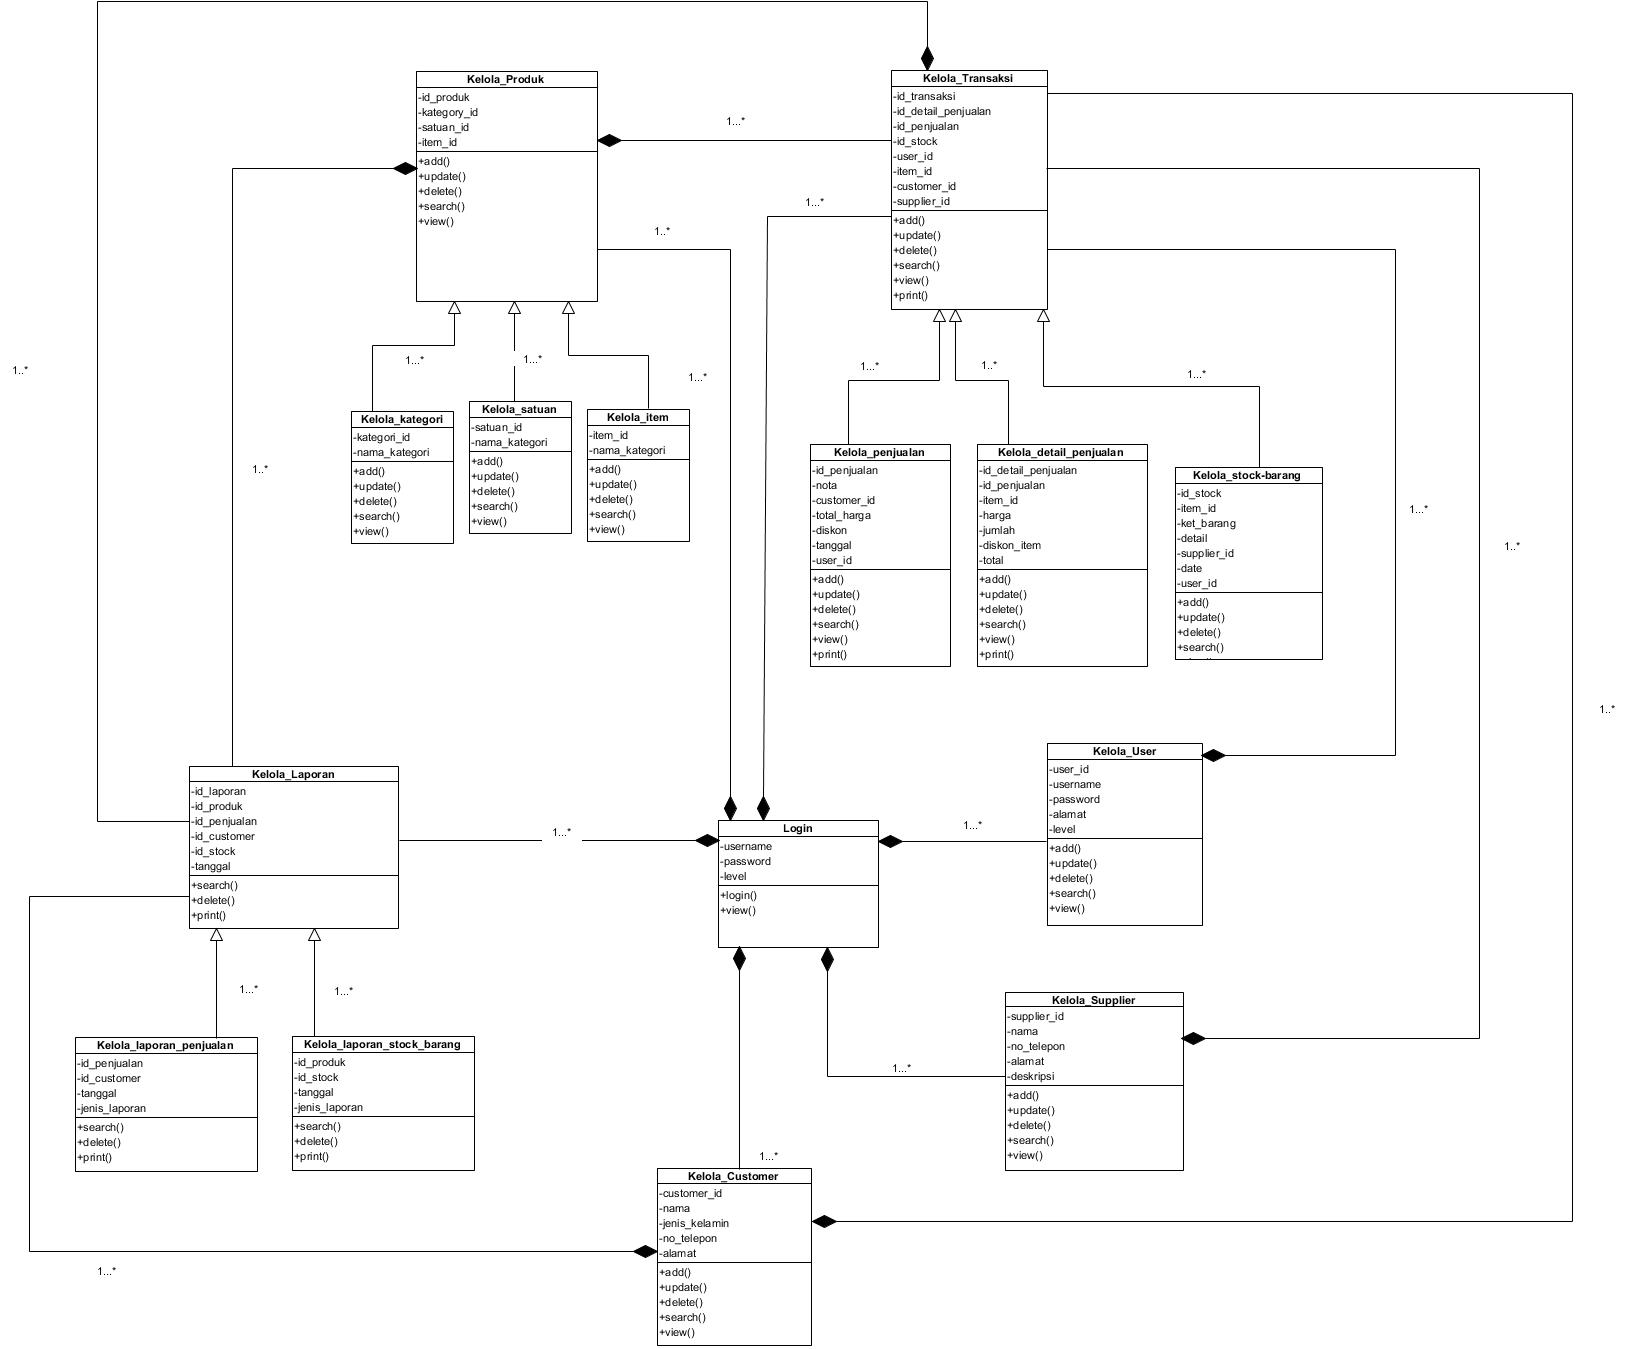 Kelola_Produk
-id_produk
-kategory_id
-satuan_id
-item_id
+add()
+update()
+delete()
+search()
+view()
1...*
Kelola_Transaksi
-id_transaksi
-id_detail_penjualan
-id_penjualan
-id_stock
-user_id
-item_id
-customer_id
-supplier_id
+add()
+update()
+delete()
+search()
+view()
+print()
1...*
1..*
1..*
1...*
1...*
1...*
1...*
1..*
1...*
Kelola_kategori
-kategori_id
-nama_kategori
+add()
+update()
+delete()
+search()
+view()
Kelola_satuan
-satuan_id
-nama_kategori
+add()
+update()
+delete()
+search()
+view()
Kelola_item
-item_id
-nama_kategori
+add()
+update()
+delete()
+search()
+view()
Kelola_penjualan
-id_penjualan
-nota
-customer_id
-total_harga
-diskon
-tanggal
-user_id
+add()
+update()
+delete()
+search()
+view()
+print()
Kelola_detail_penjualan
-id_detail_penjualan
-id_penjualan
-item_id
-harga
-jumlah
-diskon_item
-total
+add()
+update()
+delete()
+search()
+view()
+print()
Kelola_stock-barang
-id_stock
-item_id
-ket_barang
-detail
-supplier_id
-date
-user_id
+add()
+update()
+delete()
+search()
1..*
1...*
1..*
1..*
Kelola_Laporan
-id_laporan
-id_produk
-id_penjualan
-id_customer
-id_stock
-tanggal
+search()
+delete()
+print()
1...*
Login
-username
-password
-level
+login()
+view()
1...*
Kelola_User
-user_id
-username
-password
-alamat
-level
+add()
+update()
+delete()
+search()
+view()
1...*
1...*
Kelola_laporan_penjualan
-id_penjualan
-id_customer
-tanggal
-jenis_laporan
+search()
+delete()
+print()
Kelola_laporan_stock_barang
-id_produk
-id_stock
-tanggal
-jenis_laporan
+search()
+delete()
+print()
1...*
Kelola_Supplier
-supplier_id
-nama
-no_telepon
-alamat
-deskripsi
+add()
+update()
+delete()
+search()
+view()
1...*
Kelola_Customer
-customer_id
-nama
-jenis_kelamin
-no_telepon
-alamat
+add()
+update()
+delete()
+search()
+view()
1...*